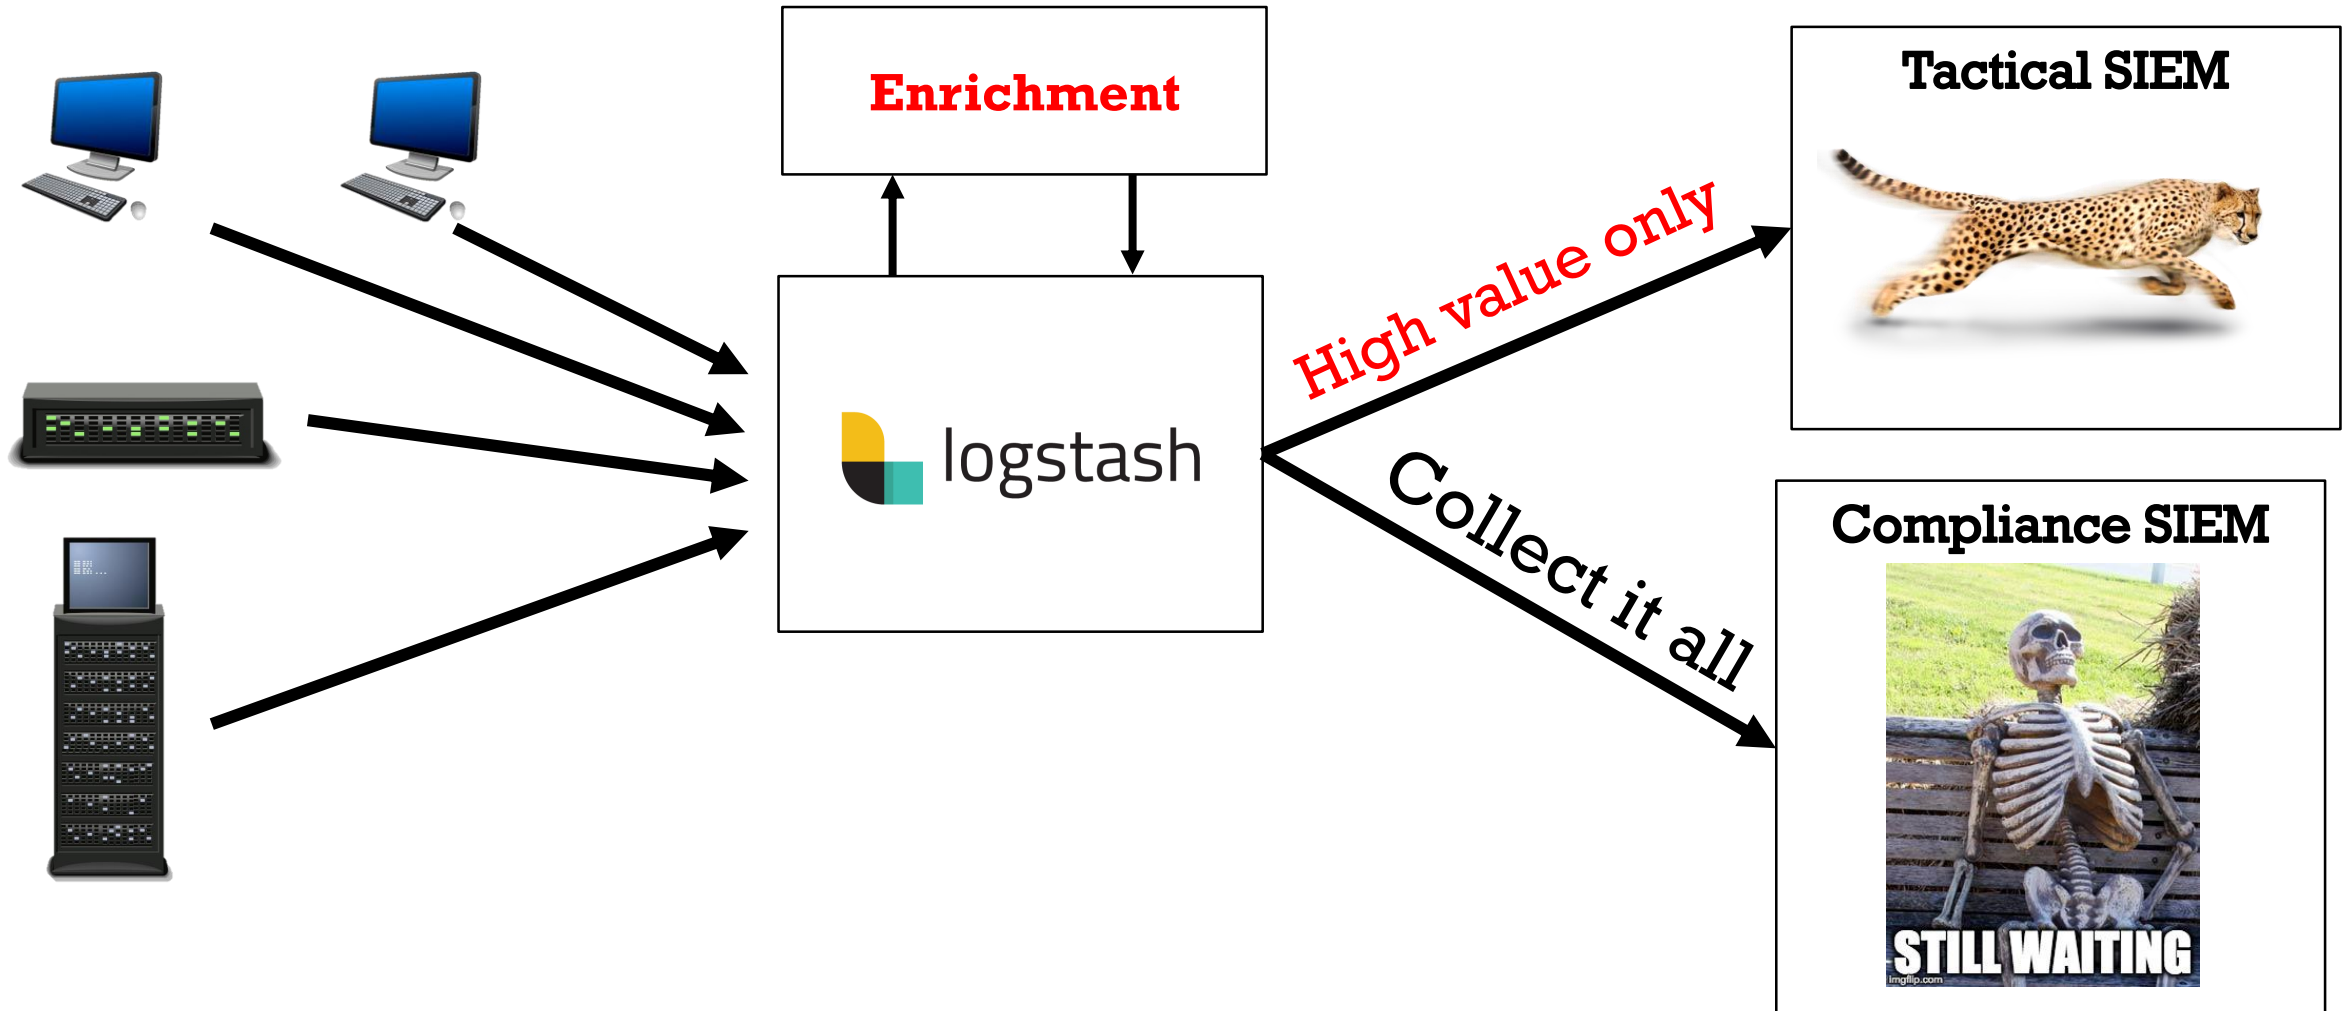 Enrichment
logstash
High value only
Collect it all
Tactical SIEM
Compliance SIEM
STILL WAITING
imgflip.com